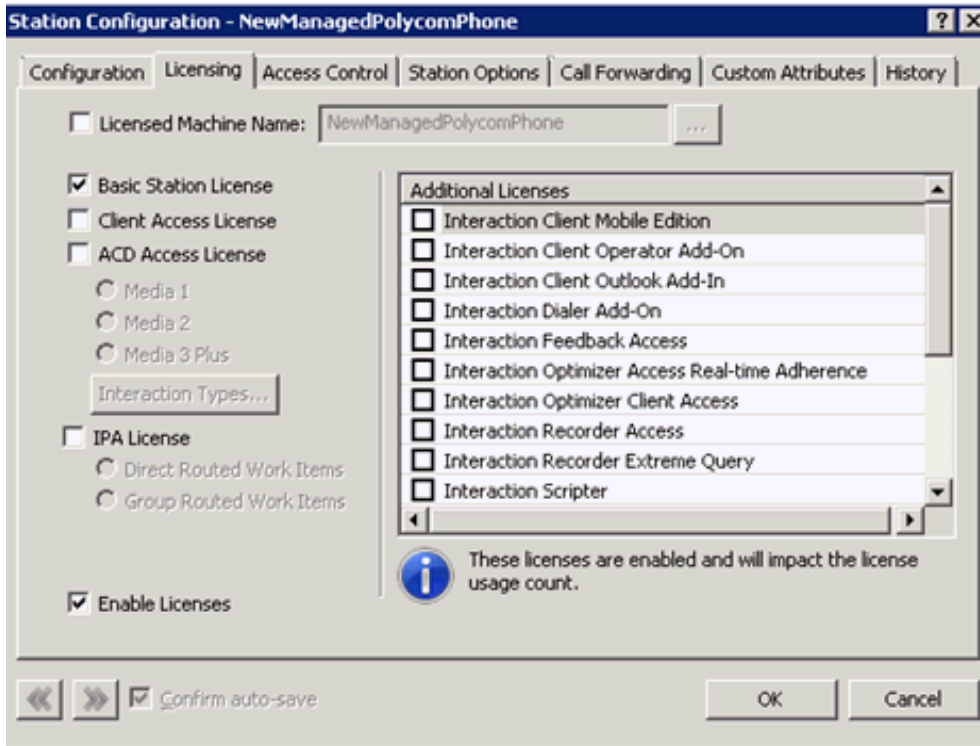 Station Configuration - NewManagedPolycomPhone
Configuration Licensing Access Control Station Options Call Forwarding Custom Attributes History
Licensed Machine Name: NewManagedPolycomPhone ...
Basic Station License
Client Access License
ACD Access License
Media 1
Media 2
Media 3 Plus
Interaction Types...
IPA License
Direct Routed Work Items
Group Routed Work Items
Enable Licenses
Additional Licenses
Interaction Client Mobile Edition
Interaction Client Operator Add-On
Interaction Client Outlook Add-In
Interaction Dialer Add-On
Interaction Feedback Access
Interaction Optimizer Access Real-time Adherence
Interaction Optimizer Client Access
Interaction Recorder Access
Interaction Recorder Extreme Query
Interaction Scripter
These licenses are enabled and will impact the license
usage count.
Confirm auto-save
OK Cancel